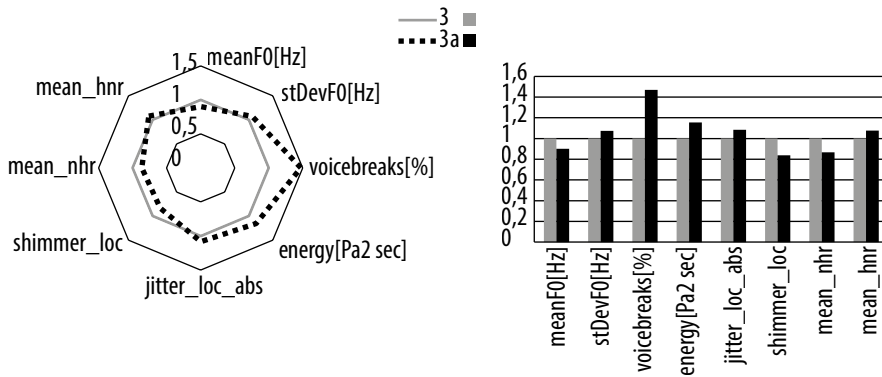 3
3a
1,5
1
0,5
0
meanF0[Hz]
stDevF0[Hz]
voicebreaks[%]
energy[Pa2 sec]
jitter_loc_abs
shimmer_loc
mean_nhr
mean_hnr
1,6
1,4
1,2
1
0,8
0,6
0,4
0,2
0
meanF0[Hz]
stDevF0[Hz]
voicebreaks[%]
energy[Pa2 sec]
jitter_loc_abs
shimmer_loc
mean_nhr
mean_hnr